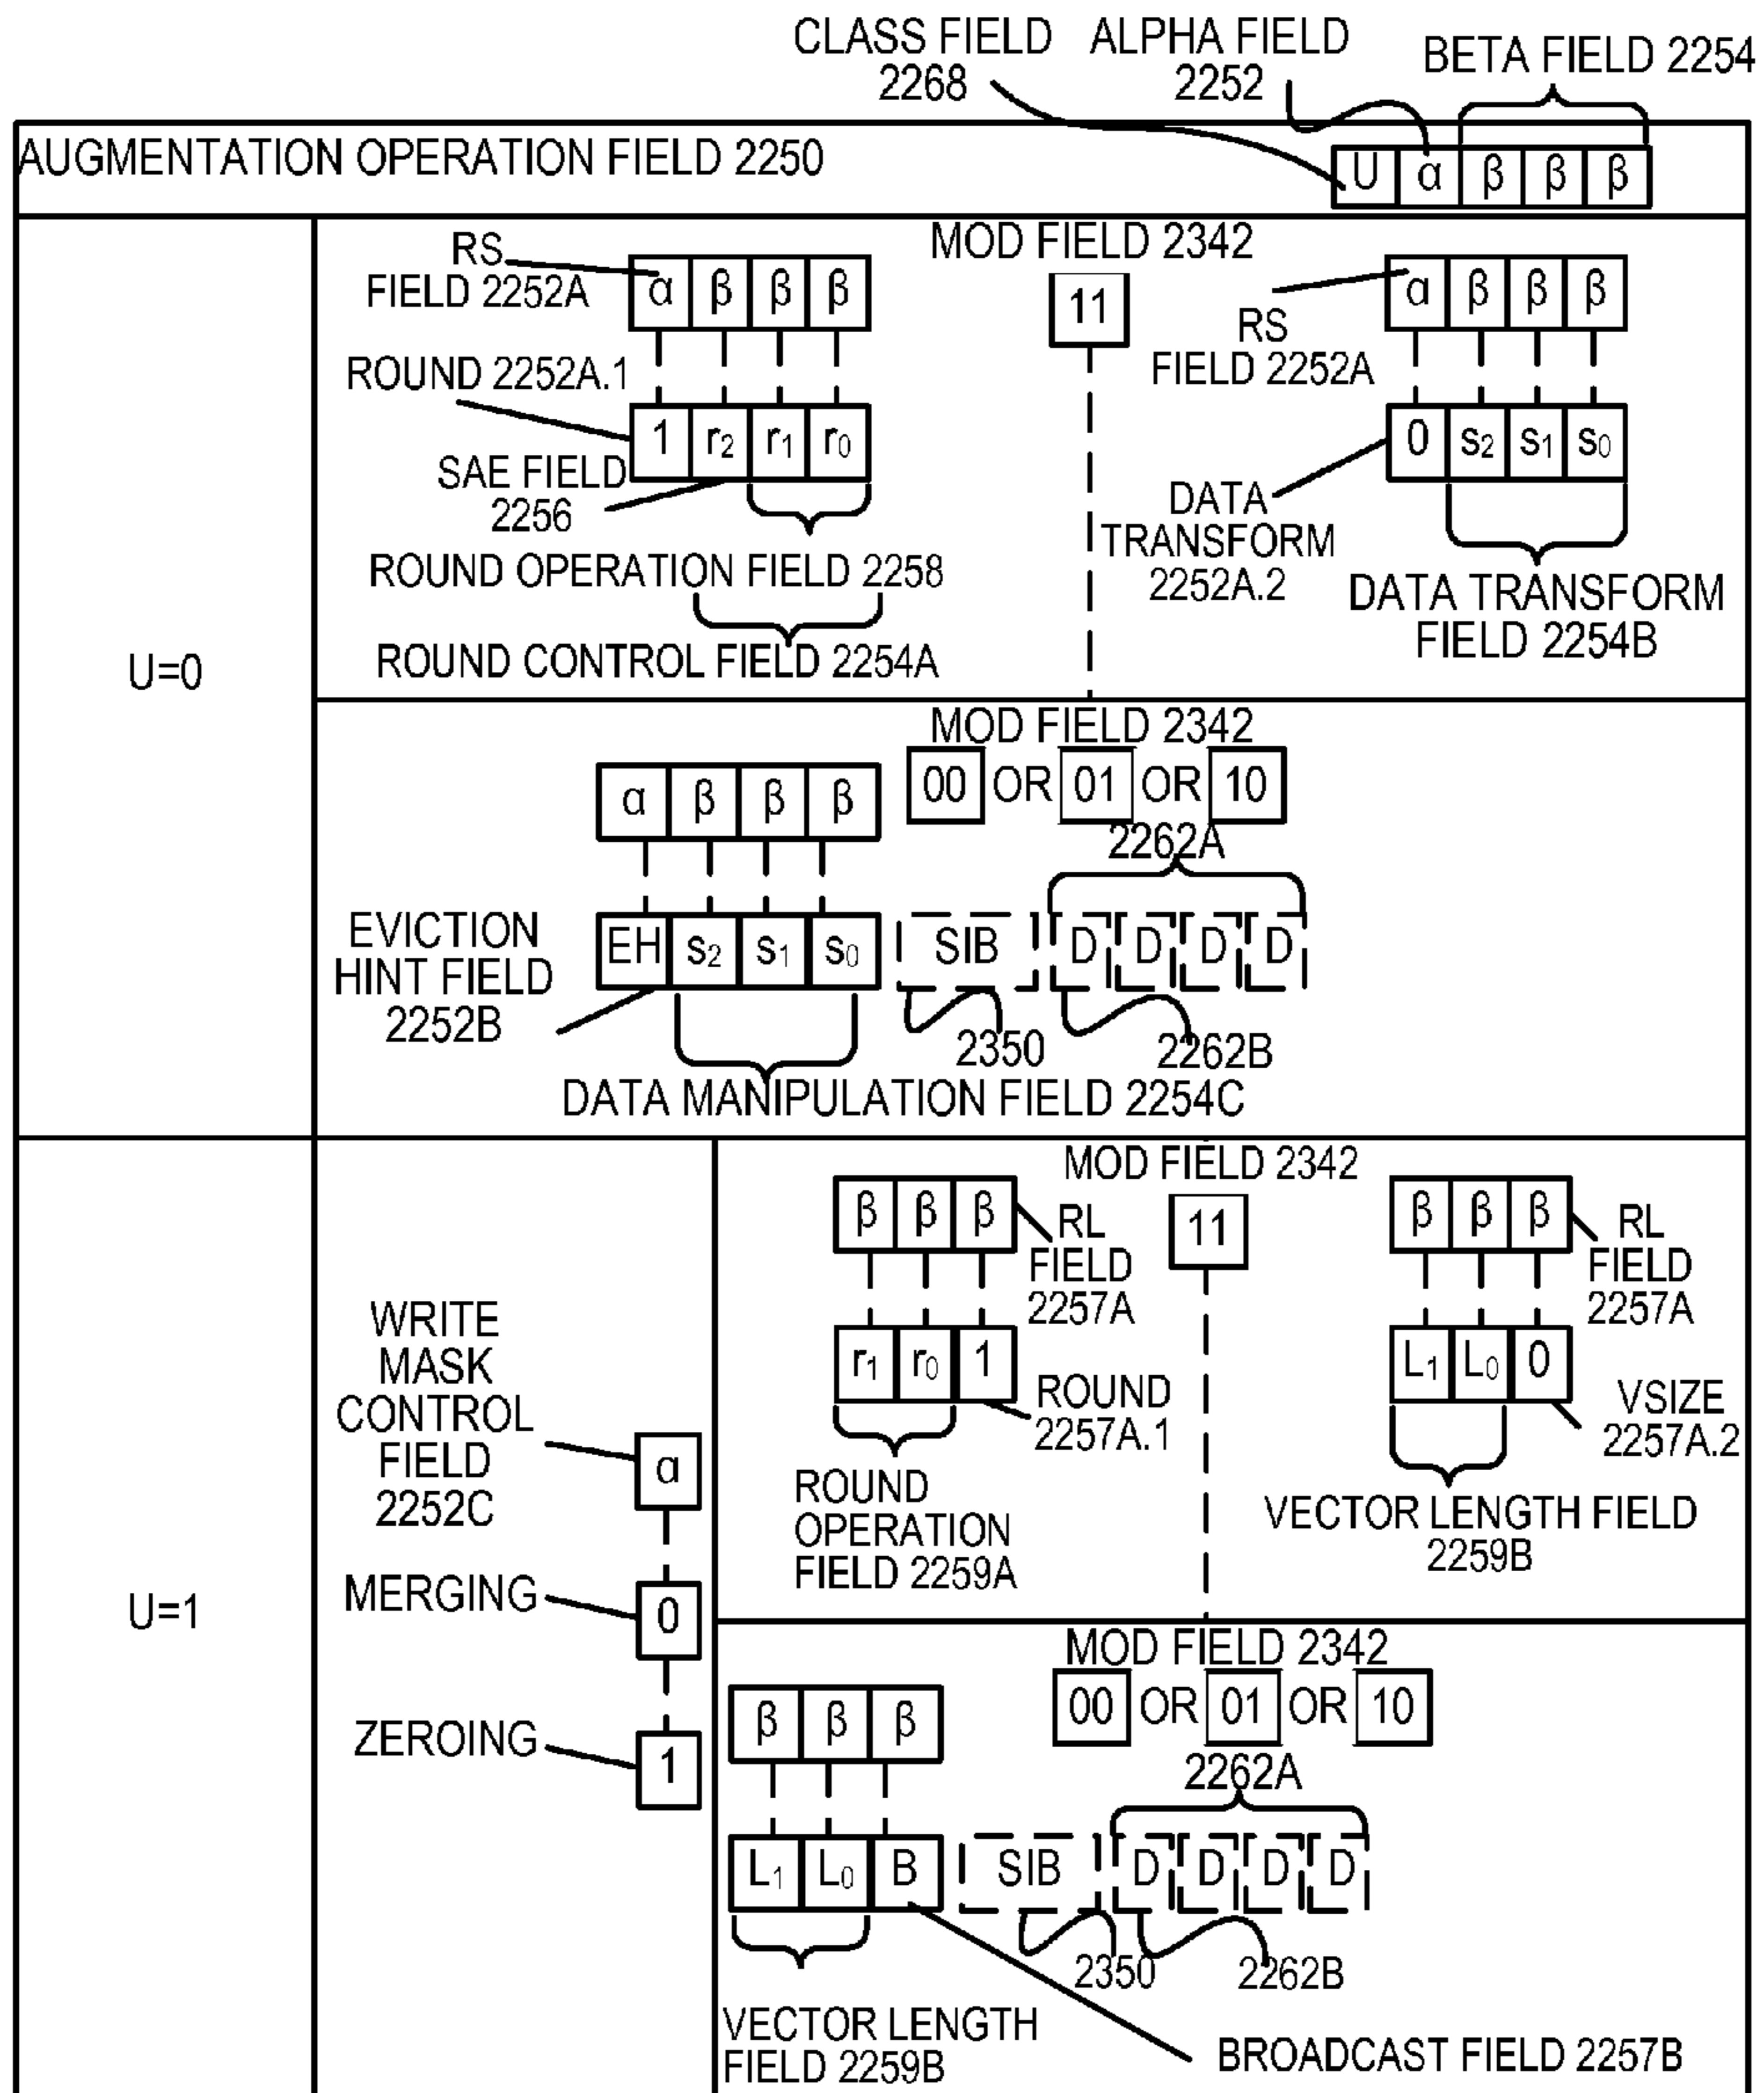 CLASS FIELD
2268
ALPHA FIELD
2252
BETA FIELD 2254
AUGMENTATION OPERATION FIELD 2250
U α β β β
U=0
MOD FIELD 2342
11
RS
FIELD 2252A
α β β β
ROUND 2252A.1
1 r₂ r₁ r₀
SAE FIELD
2256
ROUND OPERATION FIELD 2258
ROUND CONTROL FIELD 2254A
α β β β
RS
FIELD 2252A
0 s₂ s₁ s₀
DATA
TRANSFORM
2252A.2
DATA TRANSFORM
FIELD 2254B
MOD FIELD 2342
00 OR 01 OR 10
α β β β
2262A
EVICTION
HINT FIELD
2252B
EH s₂ s₁ s₀ SIB D D D D
2350
2262B
DATA MANIPULATION FIELD 2254C
U=1
WRITE
MASK
CONTROL
FIELD
2252C
α
MERGING
0
ZEROING
1
MOD FIELD 2342
11
β β β
RL
FIELD
2257A
r₁ r₀ 1
ROUND
2257A.1
ROUND
OPERATION
FIELD 2259A
β β β
RL
FIELD
2257A
L₁ L₀ 0
VSIZE
2257A.2
VECTOR LENGTH FIELD
2259B
MOD FIELD 2342
00 OR 01 OR 10
β β β
2262A
L₁ L₀ B SIB D D D D
2350
2262B
VECTOR LENGTH
FIELD 2259B
BROADCAST FIELD 2257B